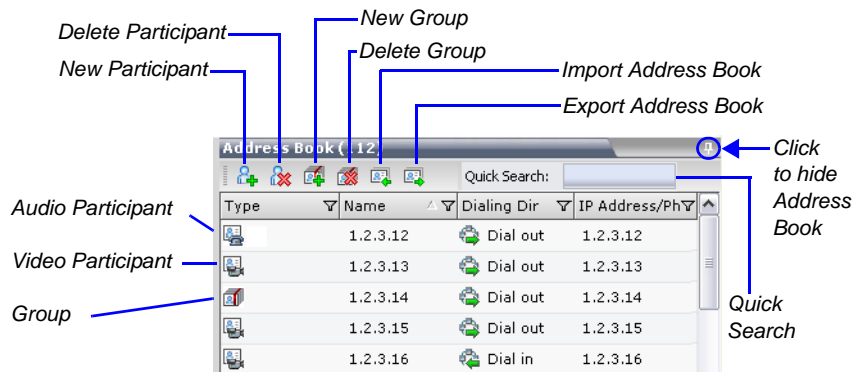 New Group
Delete Participant
Delete Group
New Participant
Import Address Book
Export Address Book
Address Book (112)
Click
to hide
Address
Book
Quick Search:
Type Name Dialing Dir IP Address/Ph
Audio Participant
1.2.3.12 Dial out 1.2.3.12
Video Participant
1.2.3.13 Dial out 1.2.3.13
Group
1.2.3.14 Dial out 1.2.3.14
Quick
Search
1.2.3.15 Dial out 1.2.3.15
1.2.3.16 Dial in 1.2.3.16